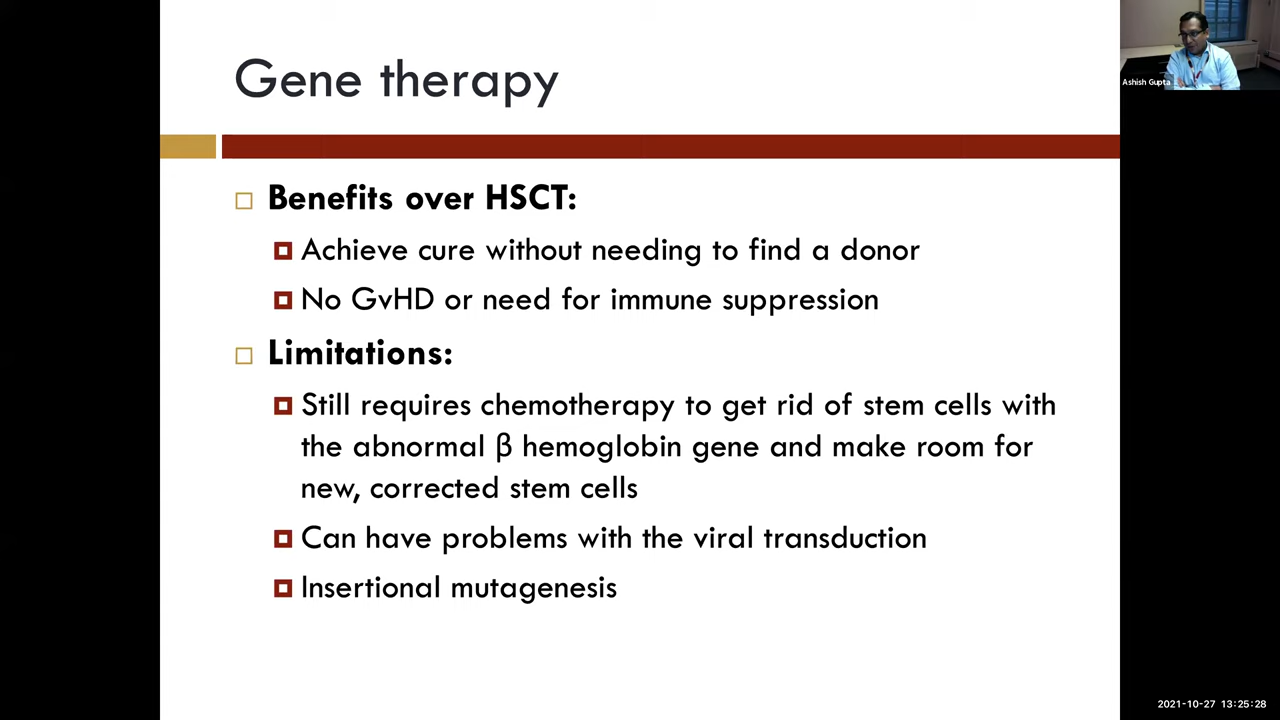 Gene therapy
Ashish Gupta
Benefits over HSCT:
Achieve cure without needing to find a donor
No GvHD or need for immune suppression
Limitations:
Still requires chemotherapy to get rid of stem cells with
the abnormal β hemoglobin gene and make room for
new, corrected stem cells
Can have problems with the viral transduction
Insertional mutagenesis
2021-10-27 13:25:28